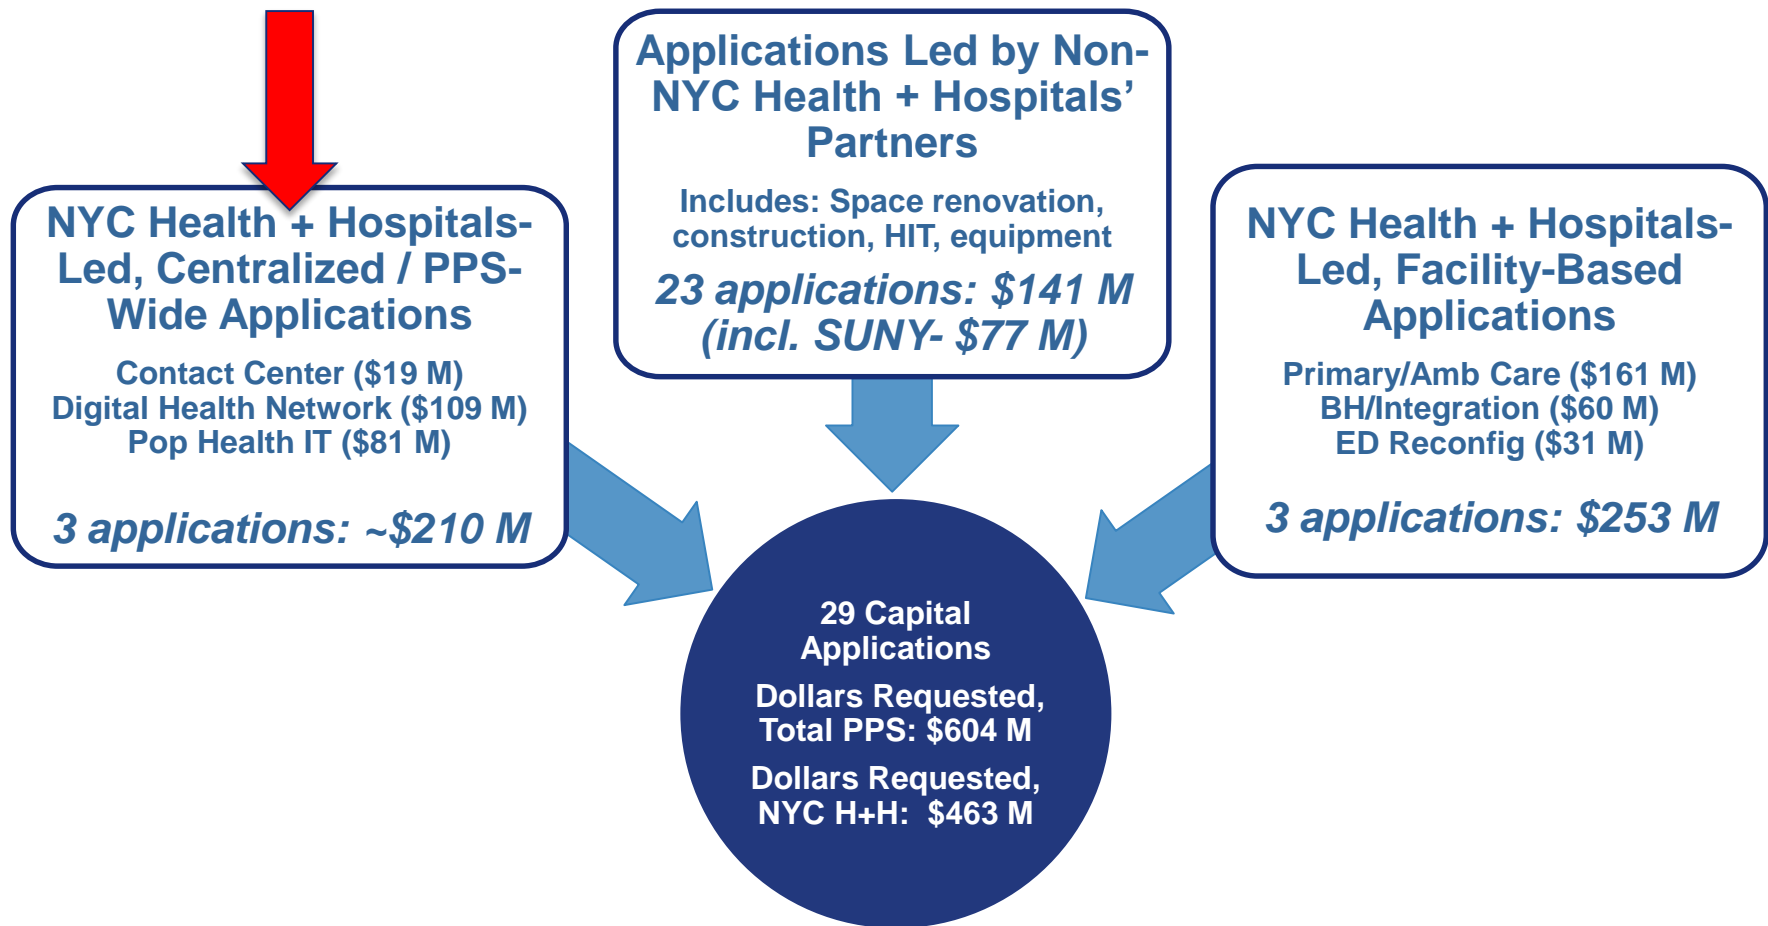 NYC Health + Hospitals-
Led, Centralized / PPS-
Wide Applications
Contact Center ($19 M)
Digital Health Network ($109 M)
Pop Health IT ($81 M)
3 applications: ~$210 M
Applications Led by Non-
NYC Health + Hospitals’
Partners
Includes: Space renovation,
construction, HIT, equipment
23 applications: $141 M
(incl. SUNY- $77 M)
NYC Health + Hospitals-
Led, Facility-Based
Applications
Primary/Amb Care ($161 M)
BH/Integration ($60 M)
ED Reconfig ($31 M)
3 applications: $253 M
29 Capital
Applications
Dollars Requested,
Total PPS: $604 M
Dollars Requested,
NYC H+H: $463 M